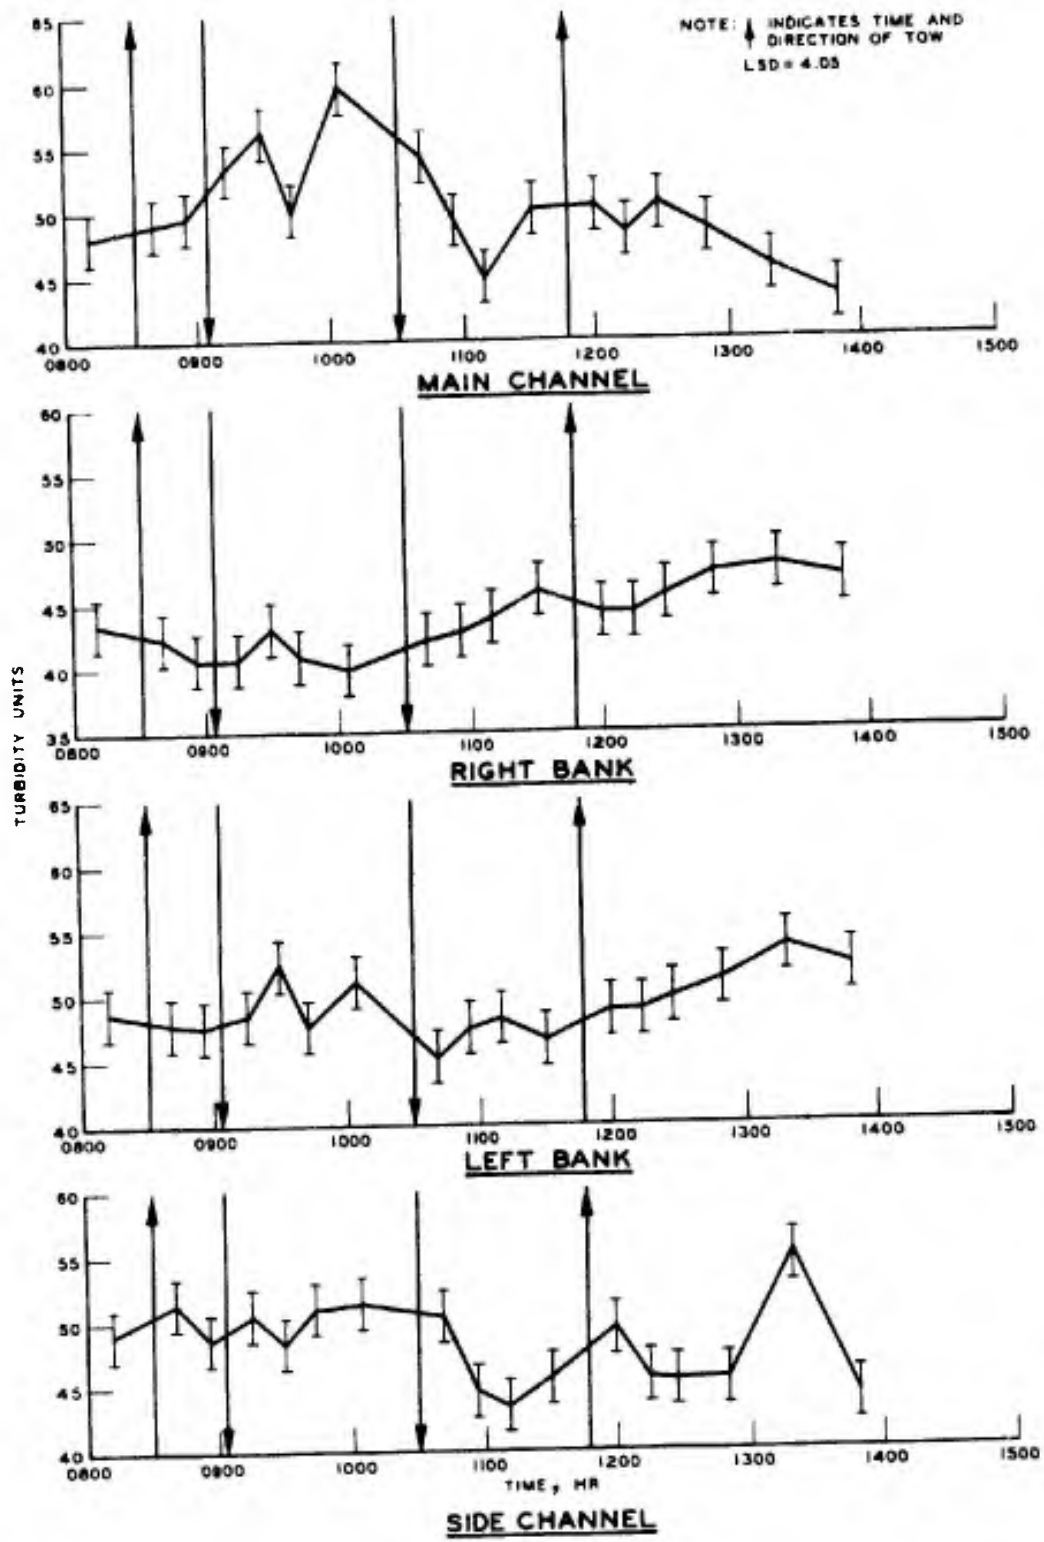 NOTE: INDICATES TIME AND
DIRECTION OF TOW
LSD = 4.05
65
60
55
50
45
40
0800 0900 1000 1100 1200 1300 1400 1500
MAIN CHANNEL
60
55
50
45
40
35
0800 0900 1000 1100 1200 1300 1400 1500
RIGHT BANK
TURBIDITY UNITS
65
60
55
50
45
40
0800 0900 1000 1100 1200 1300 1400 1500
LEFT BANK
60
55
50
45
40
0800 0900 1000 1100 1200 1300 1400 1500
TIME, HR
SIDE CHANNEL